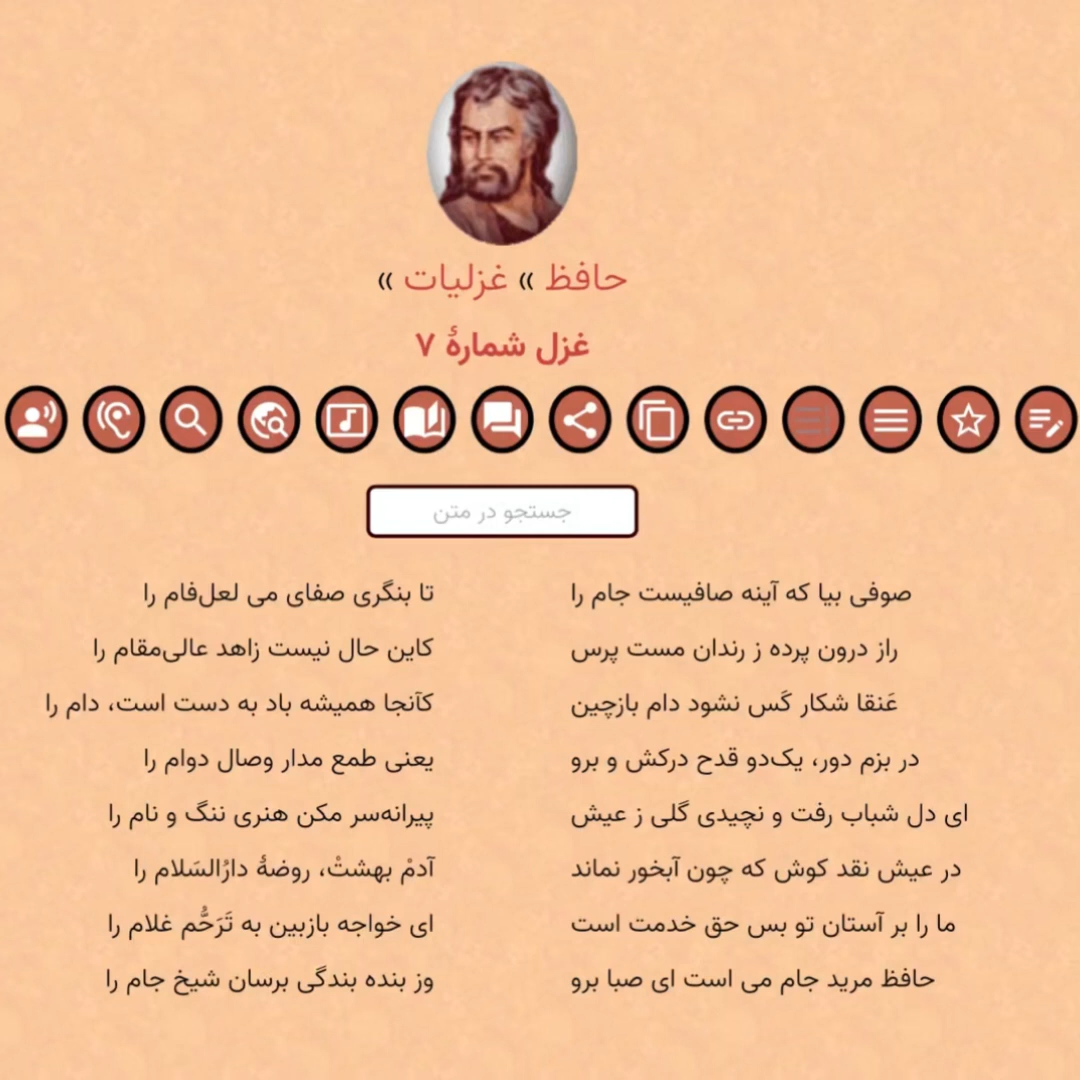 حافظ » غزلیات »
غزل شمارهٔ ۷
جستجو در متن
صوفی بیا که آینه صافیست جام را
تا بنگری صفای می لعل‌فام را
راز درون پرده ز رندان مست پرس
کاین حال نیست زاهد عالی‌مقام را
عَنقا شکار کَس نشود دام بازچین
کآنجا همیشه باد به دست است، دام را
در بزم دور، یک‌دو قدح درکش و برو
یعنی طمع مدار وصال دوام را
ای دل شباب رفت و نچیدی گلی ز عیش
پیرانه‌سر مکن هنری ننگ و نام را
در عیش نقد کوش که چون آبخور نماند
آدمْ بهشتْ، روضهٔ دارُالسَلام را
ما را بر آستان تو بس حق خدمت است
ای خواجه بازبین به تَرَحُّم غلام را
حافظ مرید جام می است ای صبا برو
وز بنده بندگی برسان شیخ جام را